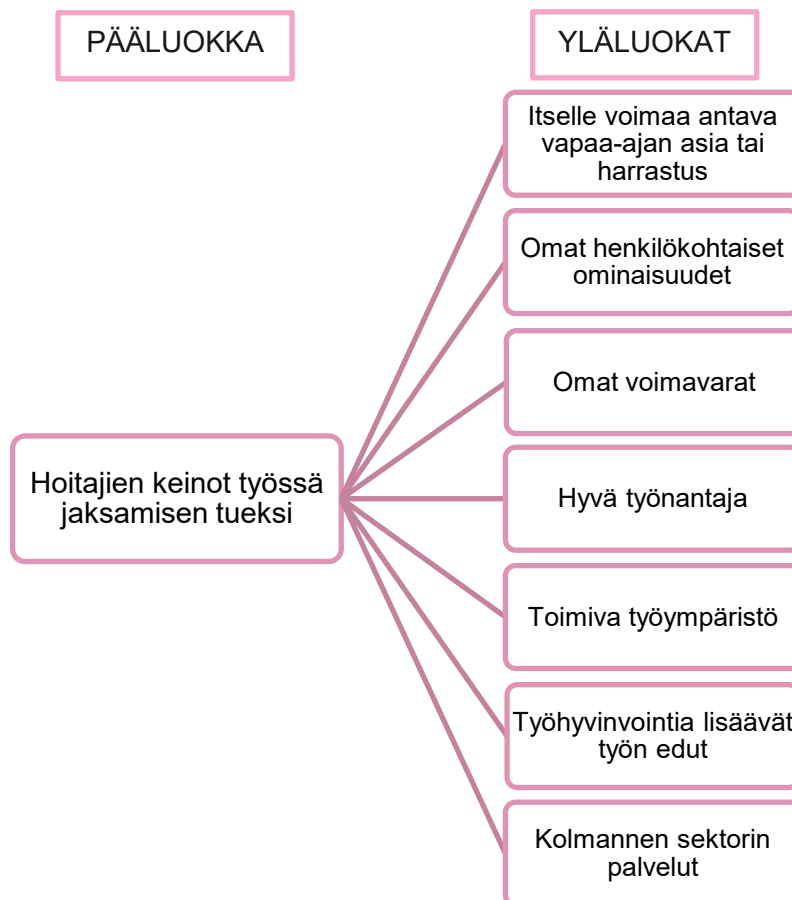 PÄÄLUOKKA
YLÄLUOKAT
Itselle voimaa antava
vapaa-ajan asia tai
harrastus
Omat henkilökohtaiset
ominaisuudet
Omat voimavarat
Hoitajien keinot työssä
jaksamisen tueksi
Hyvä työnantaja
Toimiva työympäristö
Työhyvinvointia lisäävät
työn edut
Kolmannen sektorin
palvelut